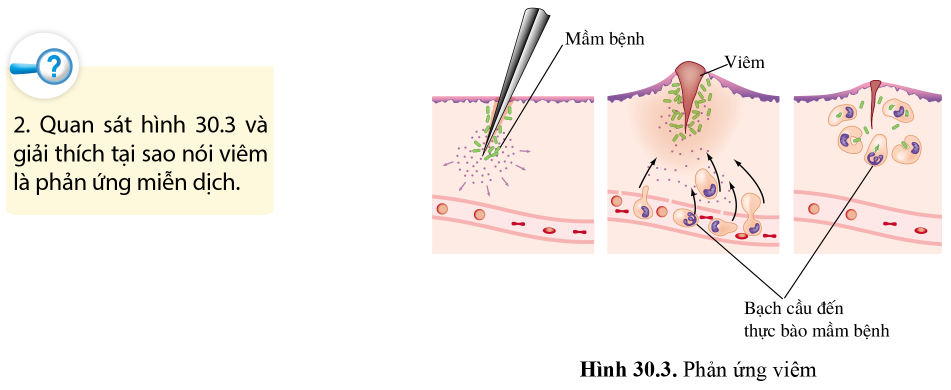 ?
2. Quan sát hình 30.3 và
giải thích tại sao nói viêm
là phản ứng miễn dịch.
Mầm bệnh
Viêm
Bạch cầu đến
thực bào mầm bệnh
Hình 30.3. Phản ứng viêm